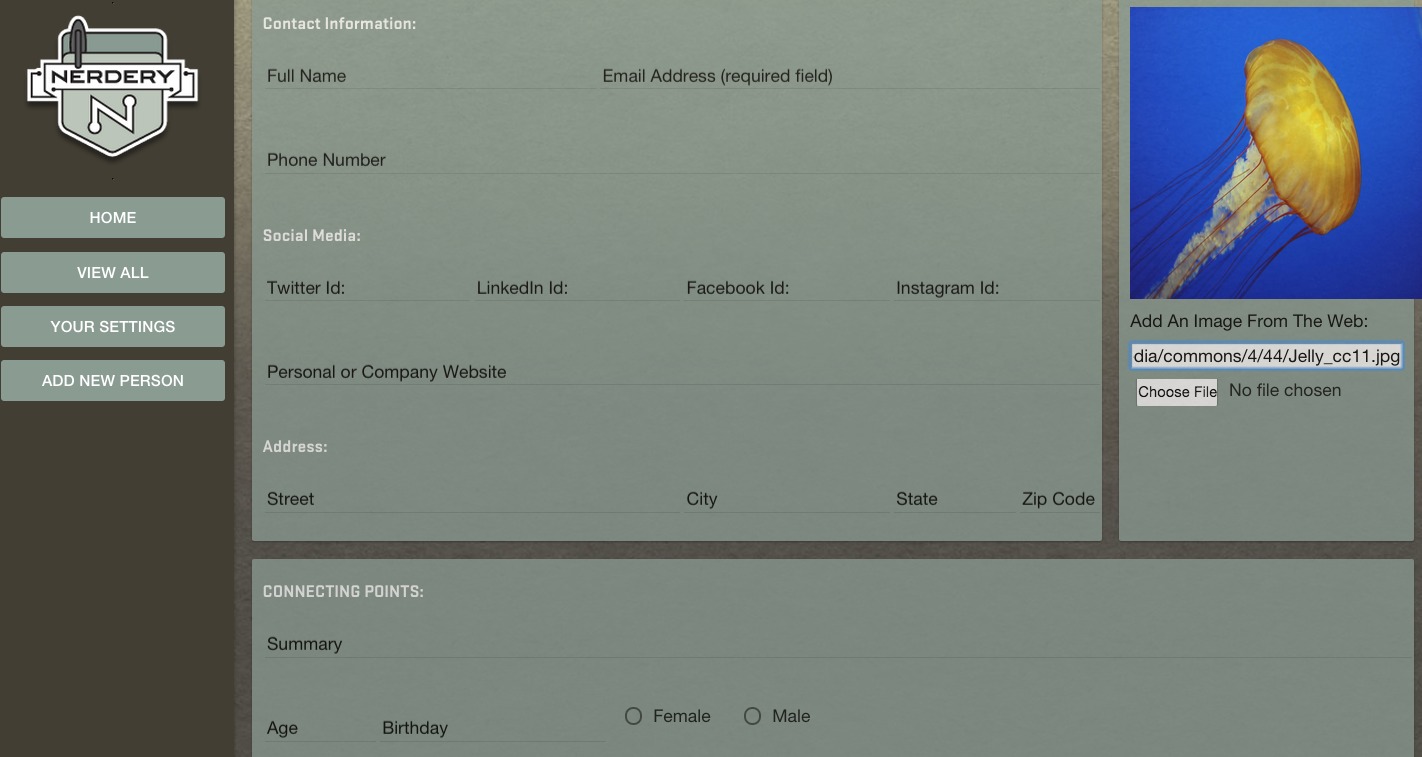 NERDERY
N
HOME
VIEW ALL
YOUR SETTINGS
ADD NEW PERSON
Contact Information:
Full Name Email Address (required field)
Phone Number
Social Media:
Twitter Id: LinkedIn Id: Facebook Id: Instagram Id:
Personal or Company Website
Address:
Street City State Zip Code
Add An Image From The Web:
dia/commons/4/44/Jelly_cc11.jpg
Choose File No file chosen
CONNECTING POINTS:
Summary
Age Birthday Female Male